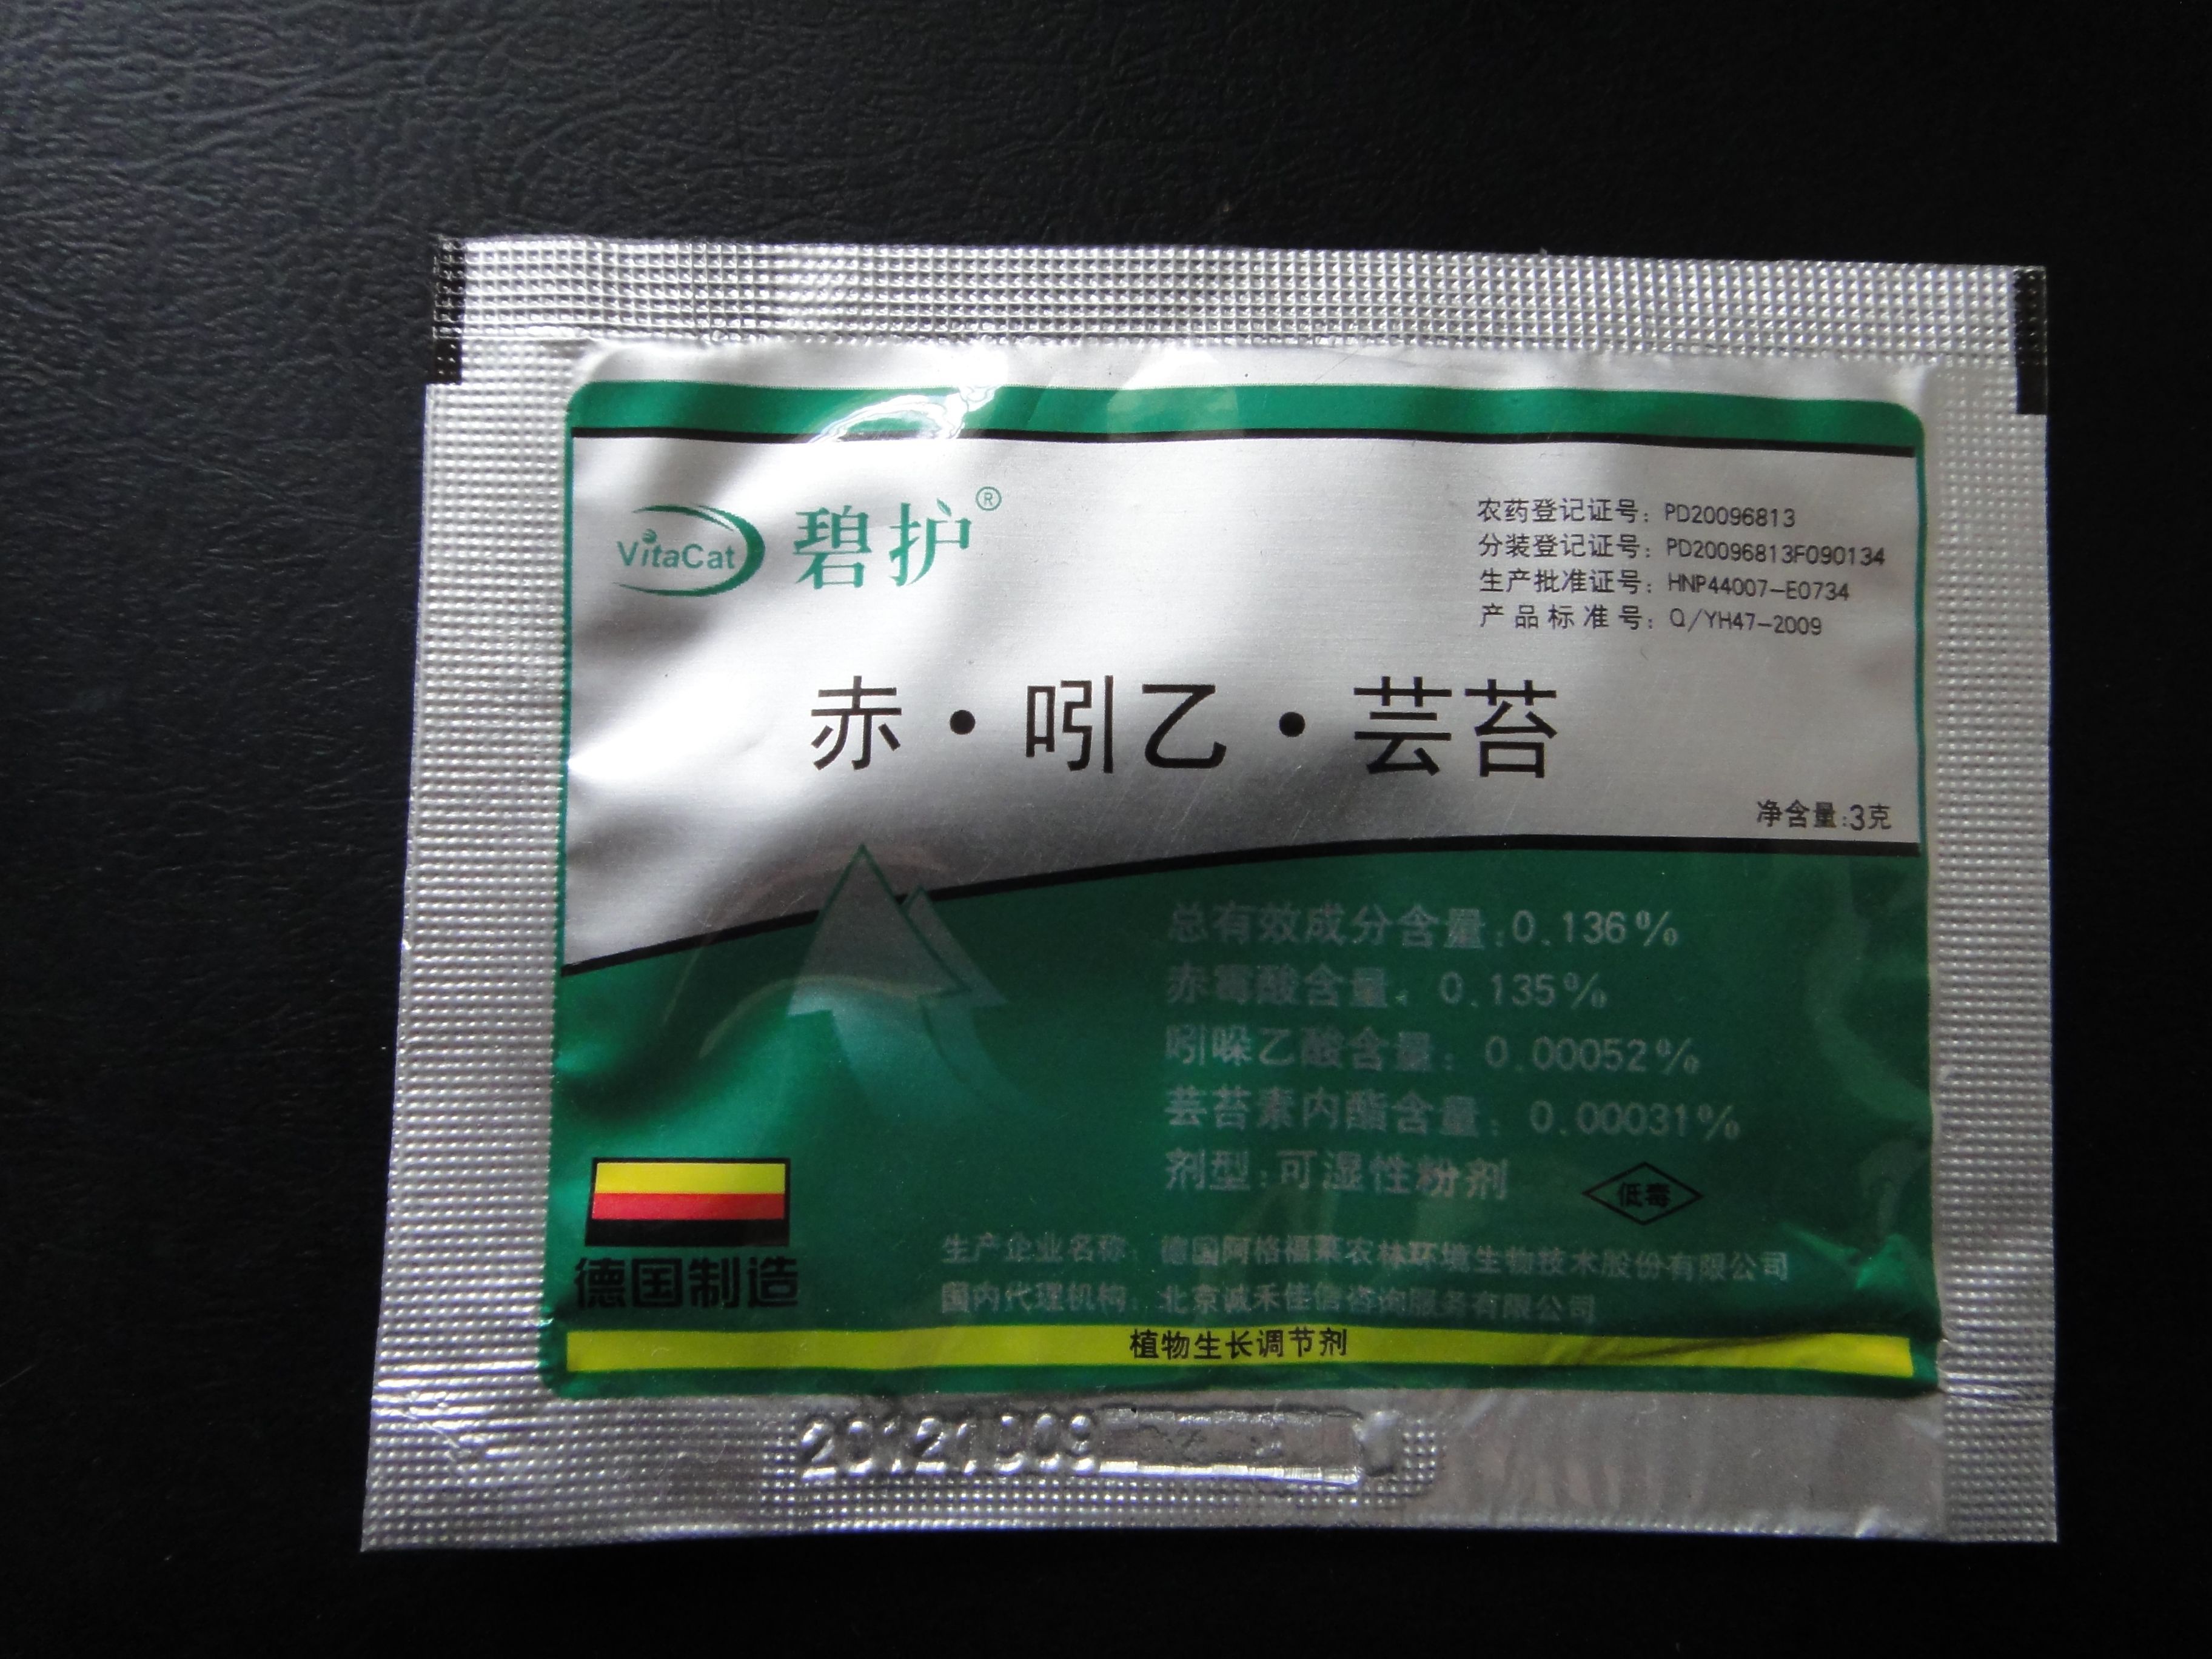 VitaCat 碧护®
农药登记证号：PD20096813
分装登记证号：PD20096813F090134
生产批准证号：HNP44007-E0734
产品标准号：Q/YH47-2009
赤·吲乙·芸苔
净含量:3克
总有效成分含量:0.136%
赤霉酸含量：0.135%
吲哚乙酸含量：0.00052%
芸苔素内酯含量：0.00031%
剂型:可湿性粉剂
低毒
德国制造
生产企业名称：德国阿格福莱农林环境生物技术股份有限公司
国内代理机构：北京诚禾佳信咨询服务有限公司
植物生长调节剂
20121009